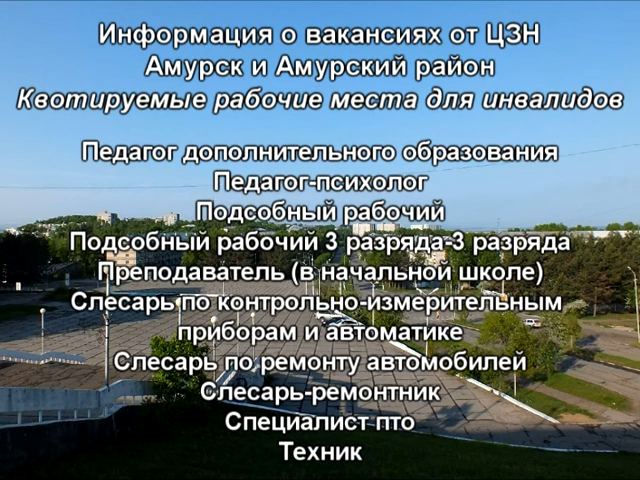 Информация о вакансиях от ЦЗН
Амурск и Амурский район
Квотируемые рабочие места для инвалидов
Педагог дополнительного образования
Педагог-психолог
Подсобный рабочий
Подсобный рабочий 3 разряда-3 разряда
Преподаватель (в начальной школе)
Слесарь по контрольно-измерительным
приборам и автоматике
Слесарь по ремонту автомобилей
Слесарь-ремонтник
Специалист пто
Техник